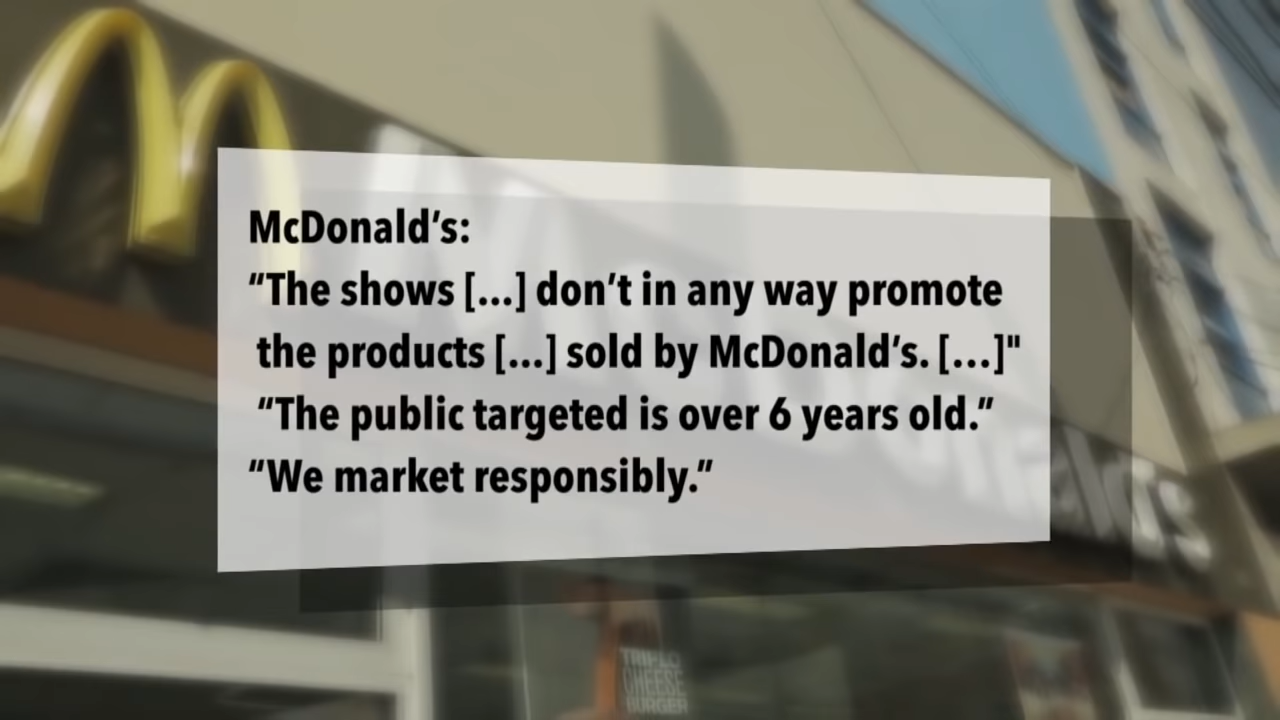 McDonald’s:
“The shows [...] don’t in any way promote
the products [...] sold by McDonald’s. [...]"
“The public targeted is over 6 years old.”
“We market responsibly.”
TRIPLO
CHEESE
BURGER